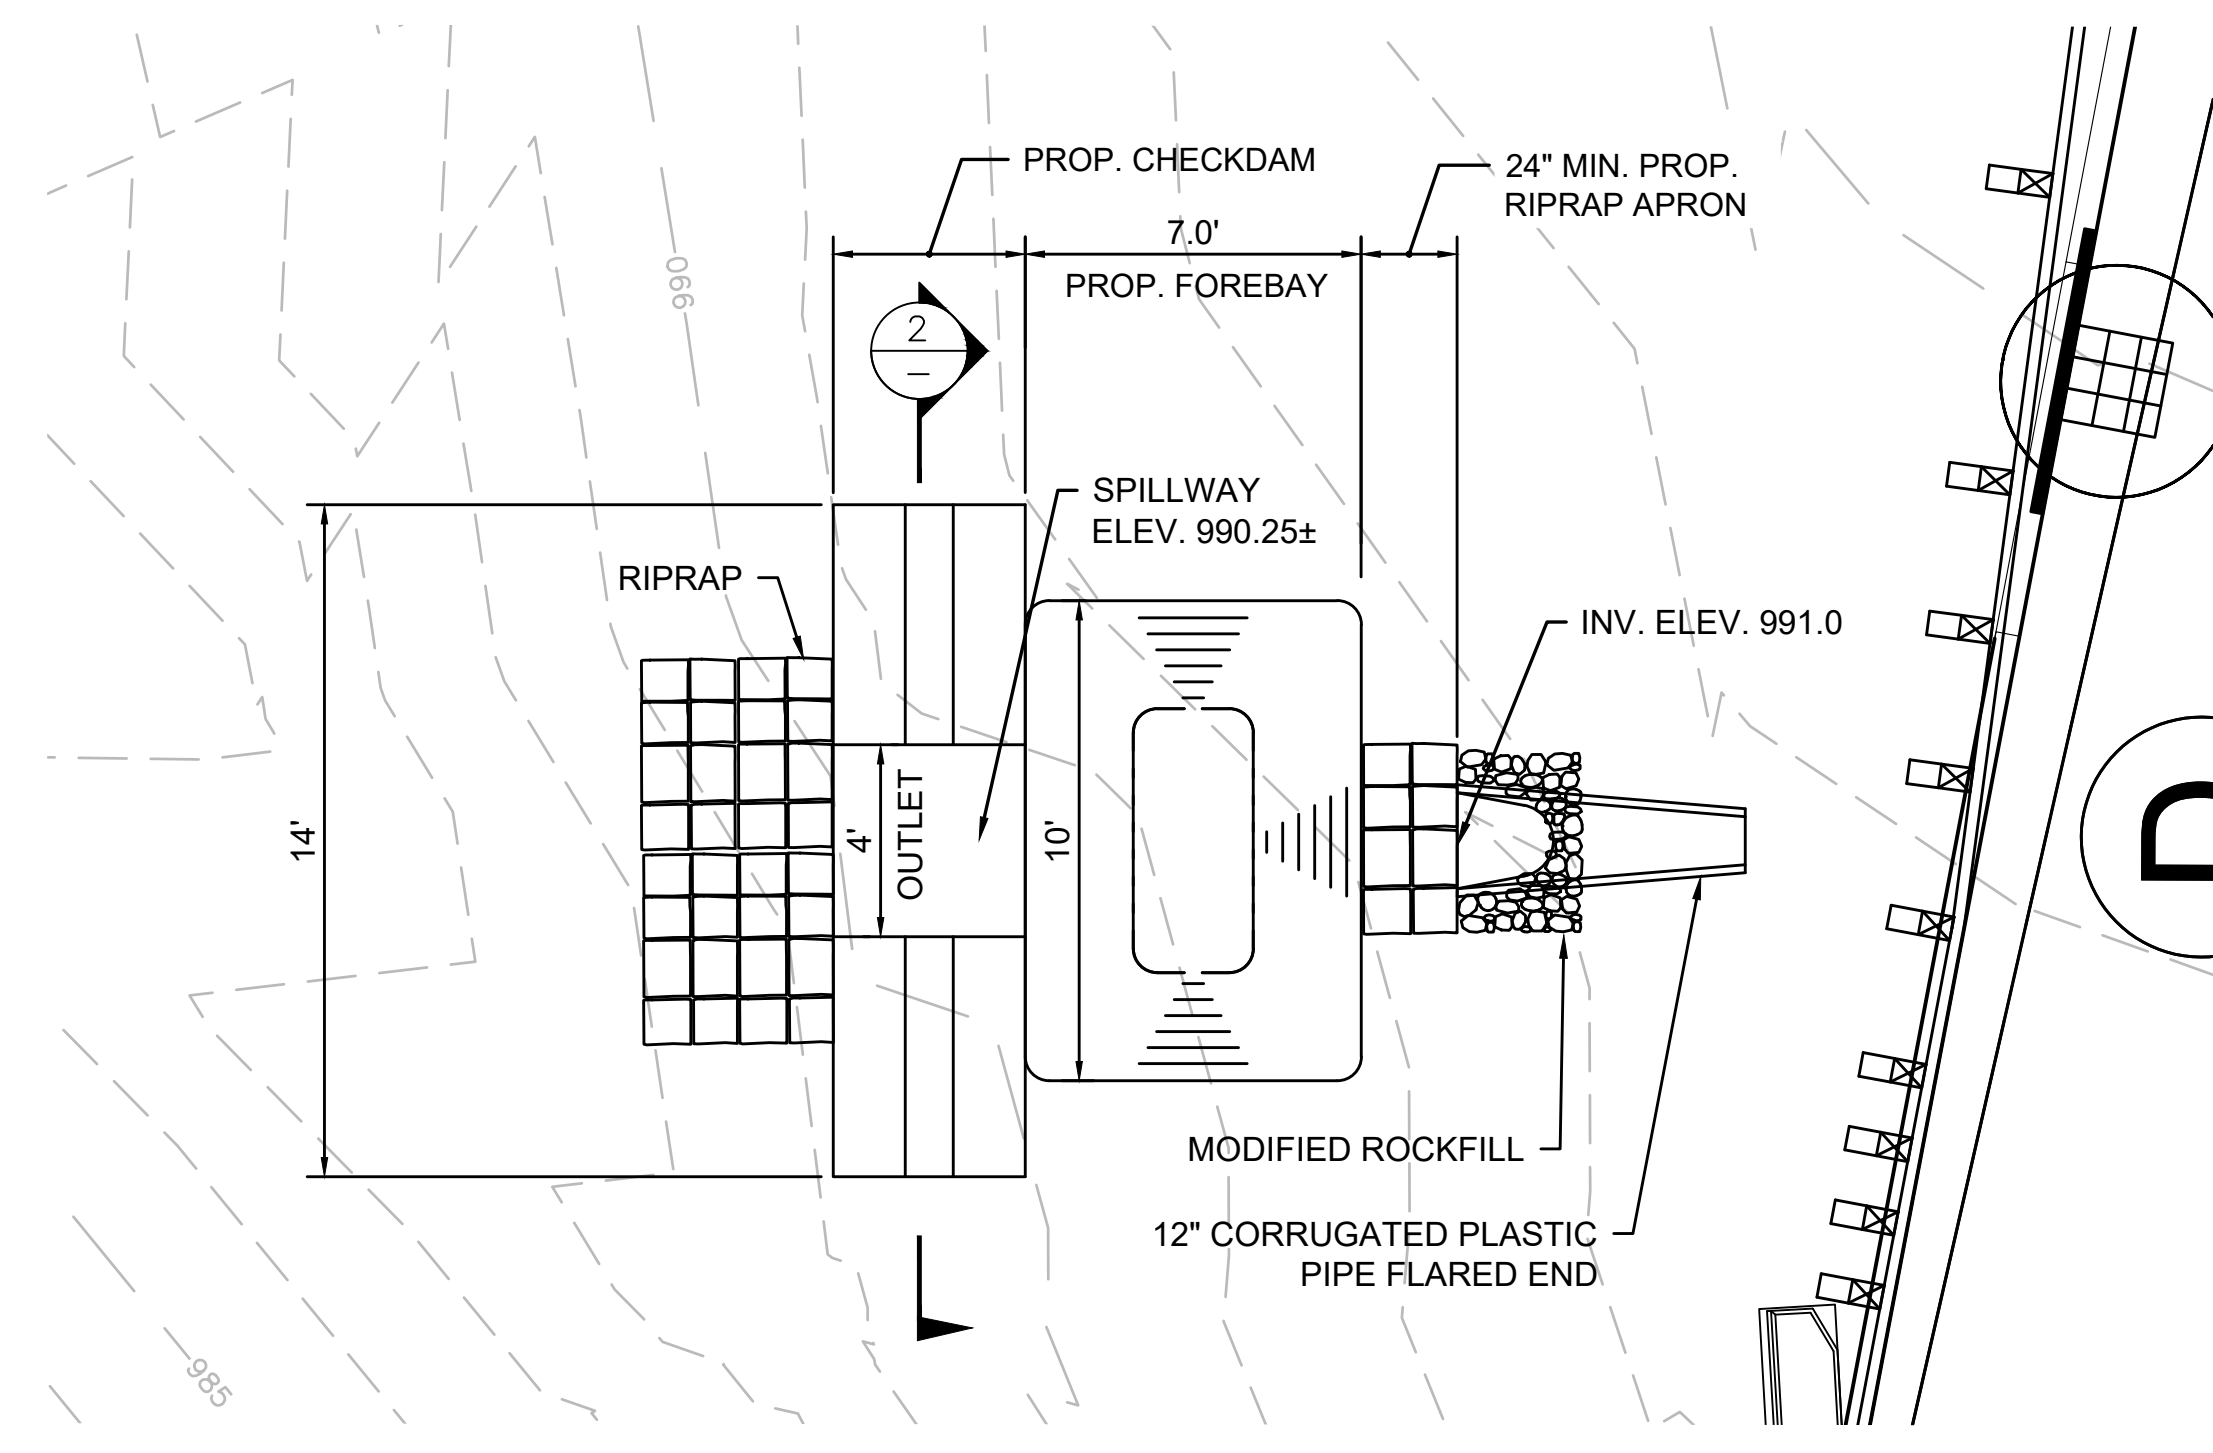 PROP. CHECKDAM
24" MIN. PROP.
RIPRAP APRON
7.0'
PROP. FOREBAY
990
2
–
SPILLWAY
ELEV. 990.25±
RIPRAP
INV. ELEV. 991.0
14'
4'
OUTLET
10'
D
MODIFIED ROCKFILL
12" CORRUGATED PLASTIC
PIPE FLARED END
985